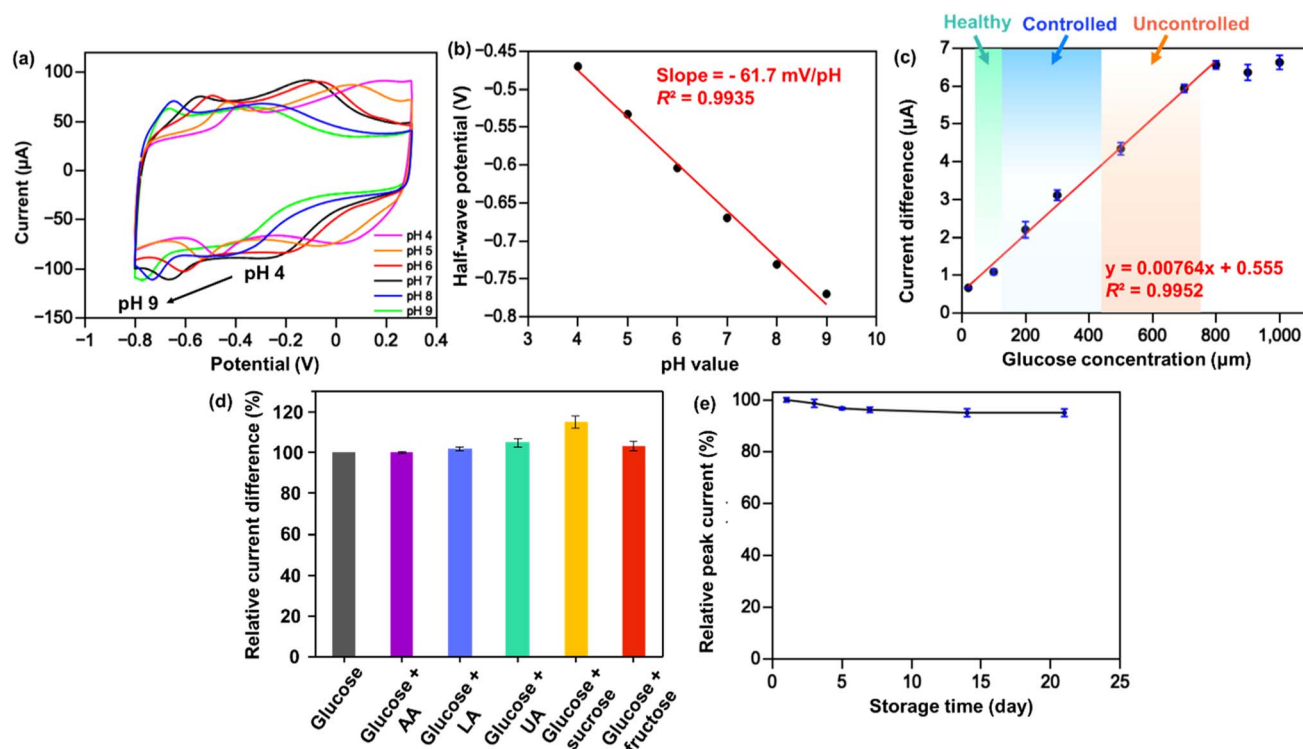 (a)
100
50
0
−50
−100
−150
Current (µA)
−1
−0.8
−0.6
−0.4
−0.2
0
0.2
0.4
Potential (V)
pH 4
pH 5
pH 6
pH 7
pH 8
pH 9
pH 4
pH 9
(b)
−0.45
−0.5
−0.55
−0.6
−0.65
−0.7
−0.75
−0.8
Half-wave potential (V)
Slope = - 61.7 mV/pH
R² = 0.9935
3
4
5
6
7
8
9
10
pH value
Healthy
Controlled
Uncontrolled
(c)
7
6
5
4
3
2
1
0
Current difference (µA)
y = 0.00764x + 0.555
R² = 0.9952
0
200
400
600
800
1,000
Glucose concentration (µm)
(d)
120
100
80
60
40
20
0
Relative current difference (%)
Glucose
Glucose +
AA
Glucose +
LA
Glucose +
UA
Glucose +
sucrose
Glucose +
fructose
(e)
100
75
50
25
0
Relative peak current (%)
0
5
10
15
20
25
Storage time (day)